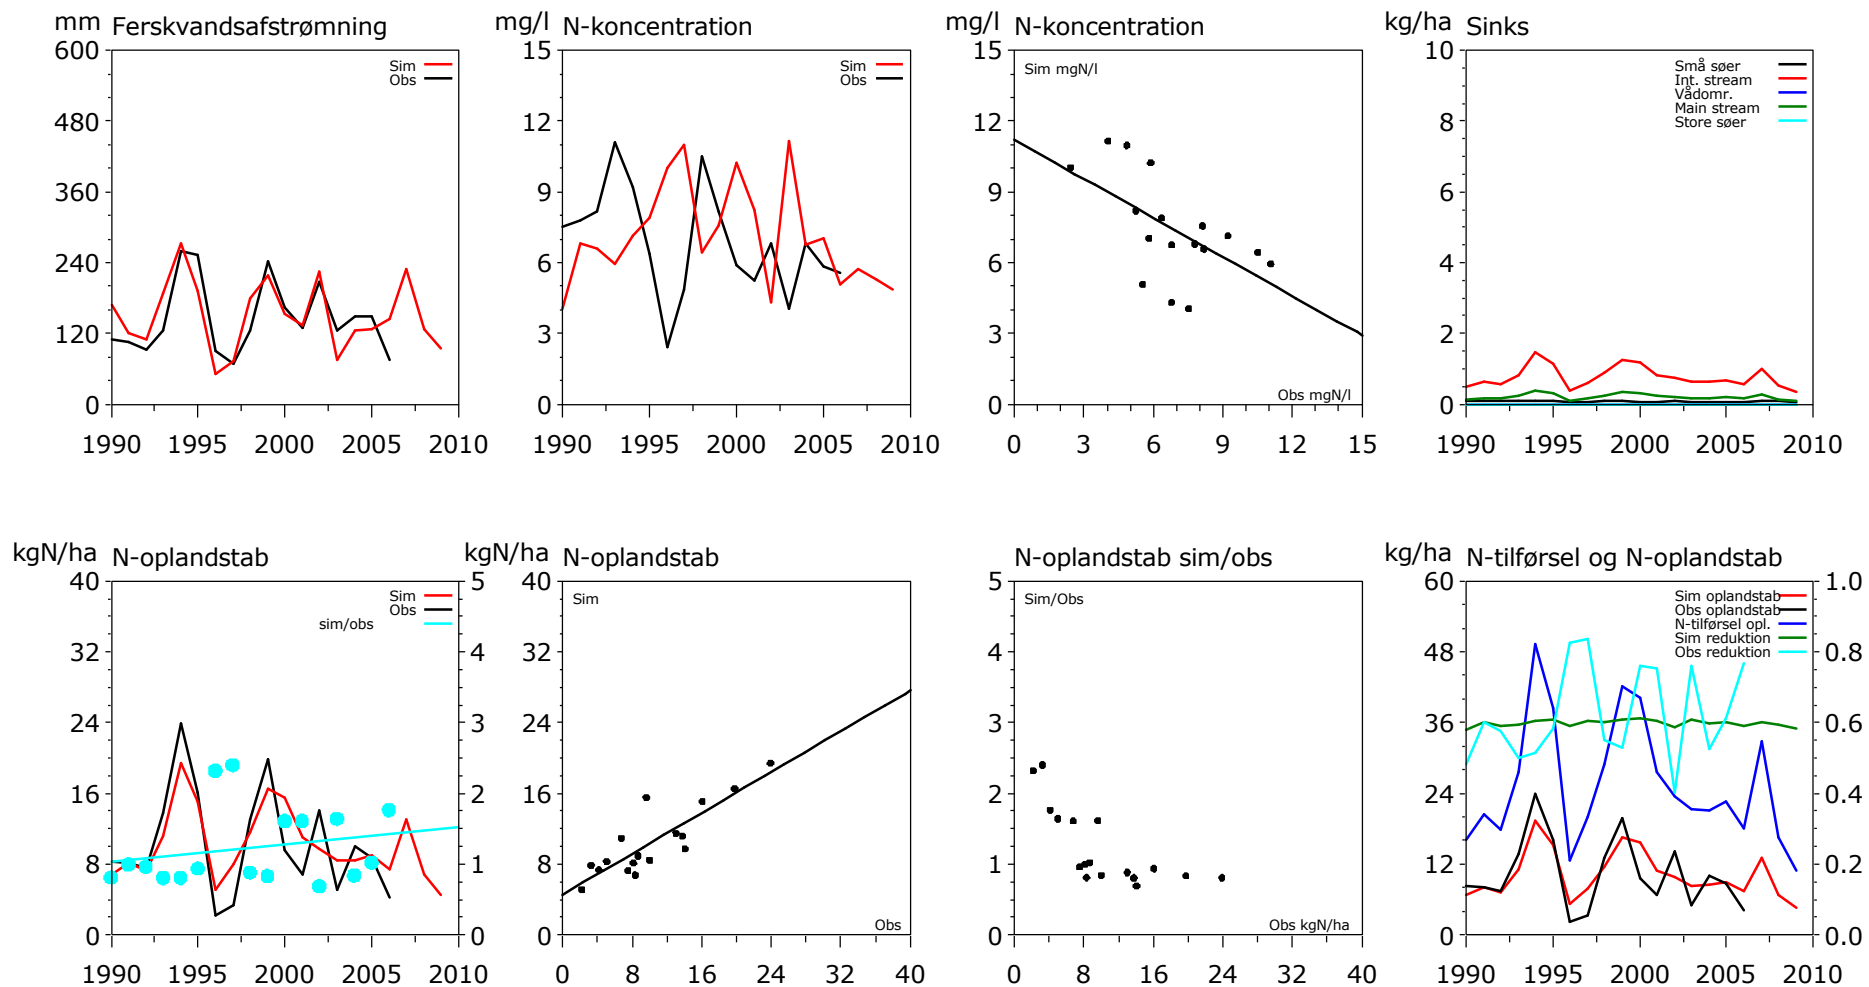 mm Ferskvandsafstrømning
600
480
360
240
120
0
1990 1995 2000 2005 2010
Sim
Obs
mg/l N-koncentration
15
12
9
6
3
0
1990 1995 2000 2005 2010
Sim
Obs
mg/l N-koncentration
15
12
9
6
3
0
0 3 6 9 12 15
Sim mgN/l
Obs mgN/l
kg/ha Sinks
10
8
6
4
2
0
1990 1995 2000 2005 2010
Små søer
Int. stream
Vådomr.
Main stream
Store søer
kgN/ha N-oplandstab
40 5
32 4
24 3
16 2
8 1
0 0
1990 1995 2000 2005 2010
Sim
Obs
sim/obs
kgN/ha N-oplandstab
40
32
24
16
8
0
0 8 16 24 32 40
Sim
Obs
N-oplandstab sim/obs
5
4
3
2
1
0
0 8 16 24 32 40
Sim/Obs
Obs kgN/ha
kg/ha N-tilførsel og N-oplandstab
60 1.0
48 0.8
36 0.6
24 0.4
12 0.2
0 0.0
1990 1995 2000 2005 2010
Sim oplandstab
Obs oplandstab
N-tilførsel opl.
Sim reduktion
Obs reduktion